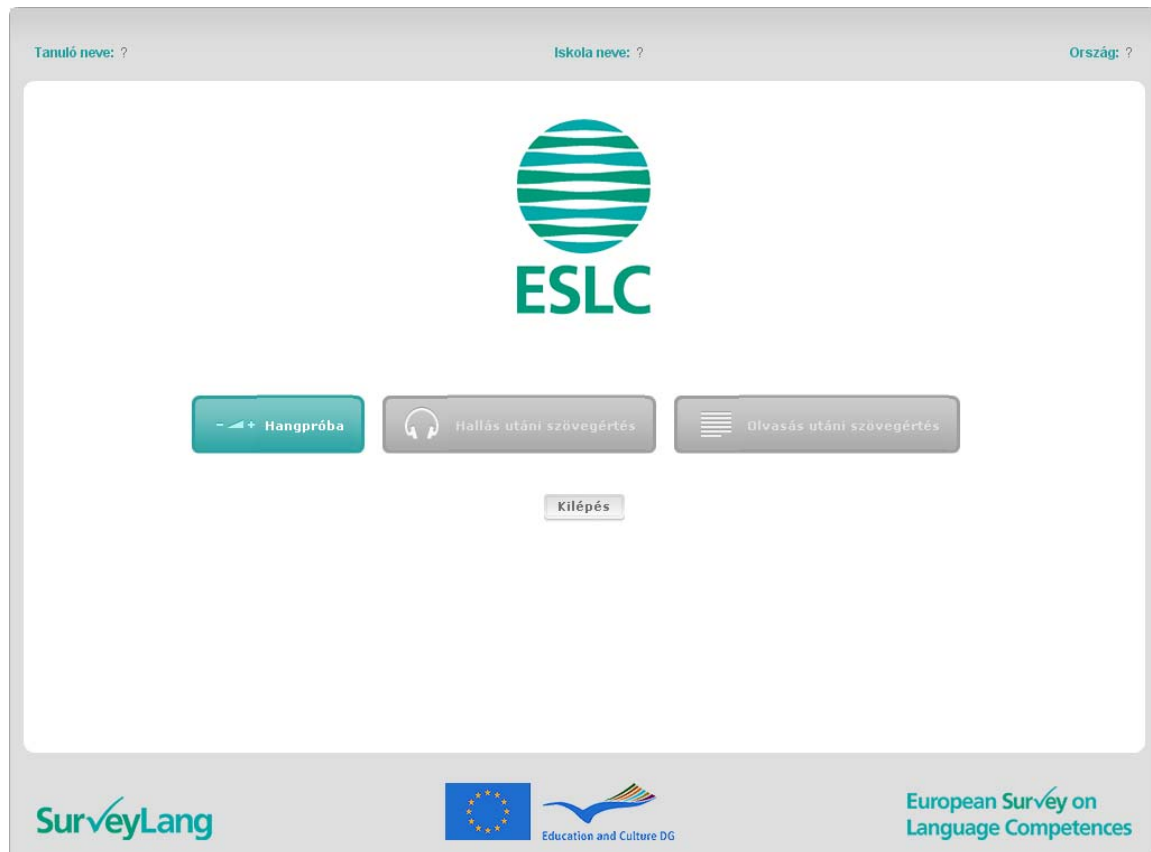 Tanuló neve: ?
Iskola neve: ?
Ország: ?
ESLC
- + Hangpróba
Hallás utáni szövegértés
Olvasás utáni szövegértés
Kilépés
SurveyLang
Education and Culture DG
European Survey on
Language Competences